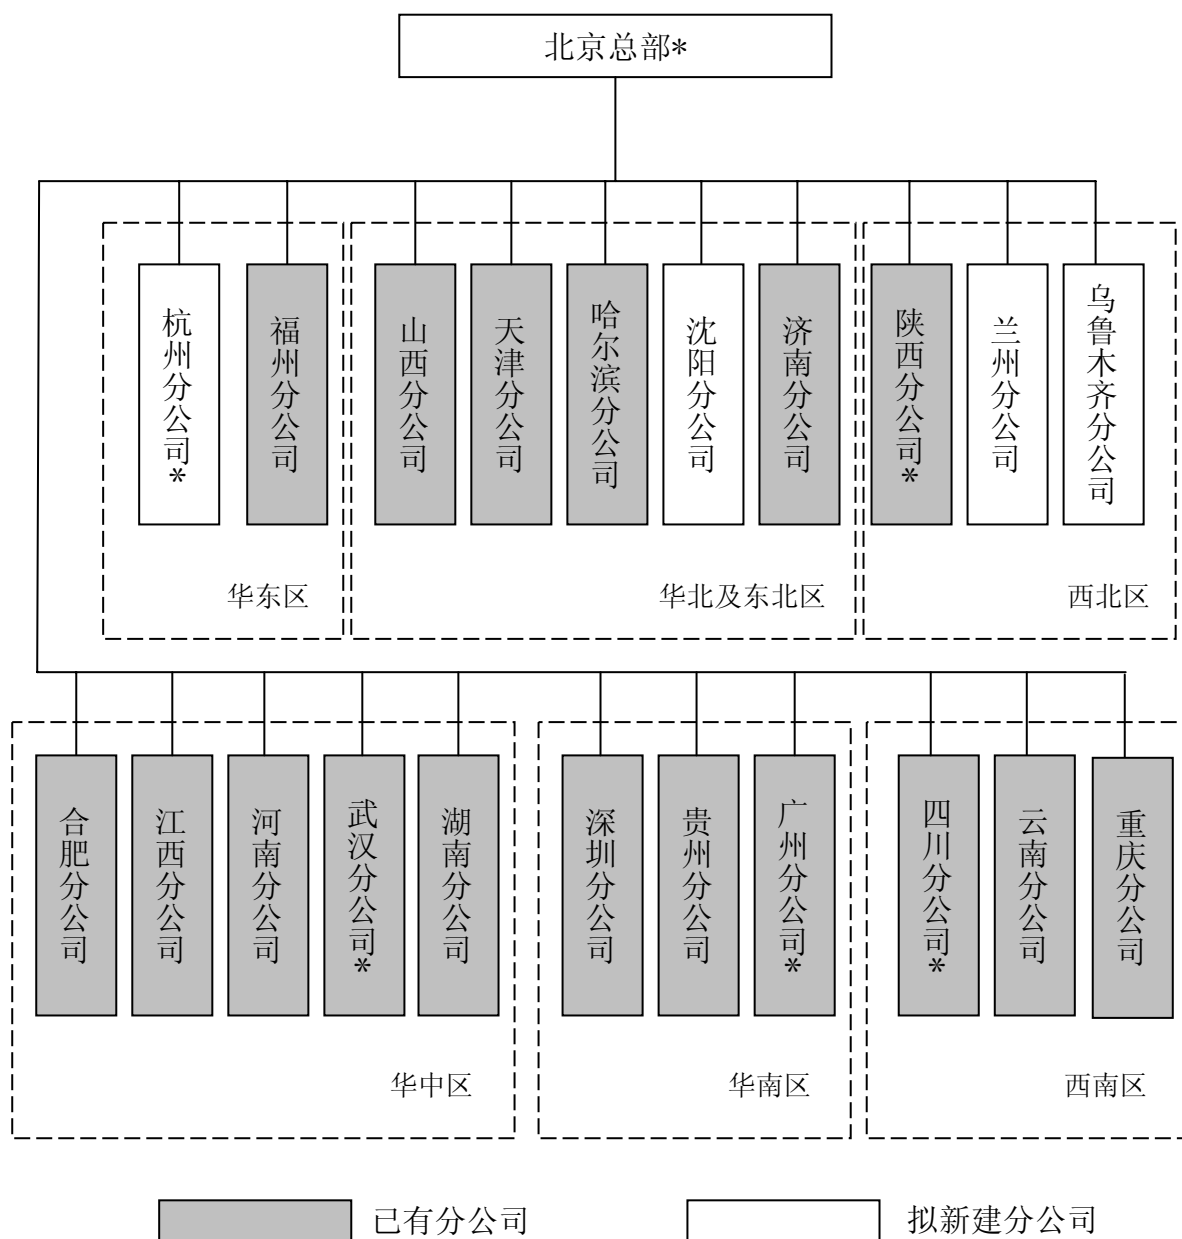 北京总部*
杭州分公司*
福州分公司
山西分公司
天津分公司
哈尔滨分公司
沈阳分公司
济南分公司
陕西分公司*
兰州分公司
乌鲁木齐分公司
华东区
华北及东北区
西北区
合肥分公司
江西分公司
河南分公司
武汉分公司*
湖南分公司
深圳分公司
贵州分公司
广州分公司*
四川分公司*
云南分公司
重庆分公司
华中区
华南区
西南区
已有分公司
拟新建分公司